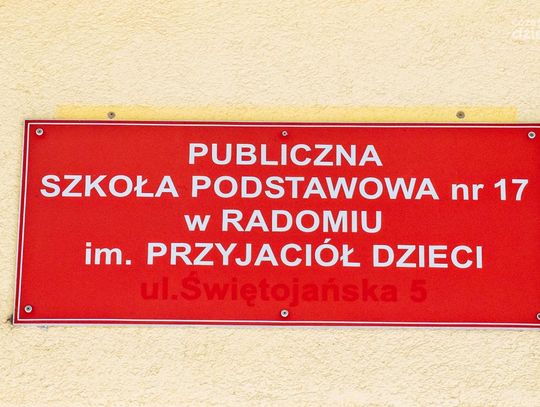 PUBLICZNA
SZKOŁA PODSTAWOWA nr 17
w RADOMIU
im. PRZYJACIÓŁ DZIECI
ul.Świętojańska 5